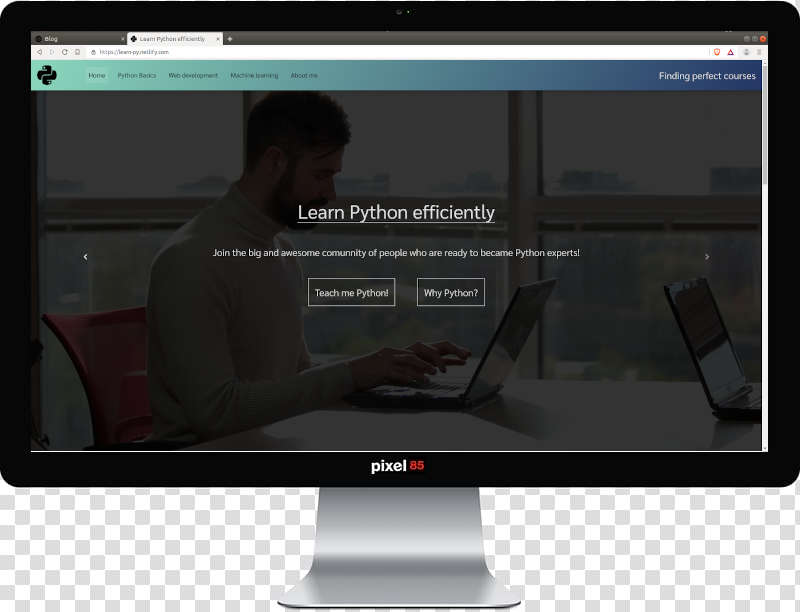 Blog
Learn Python efficiently
https://learn-py.netlify.com
Home Python Basics Web development Machine learning About me
Finding perfect courses
Learn Python efficiently
Join the big and awesome comunnity of people who are ready to became Python experts!
Teach me Python! Why Python?
pixel 85